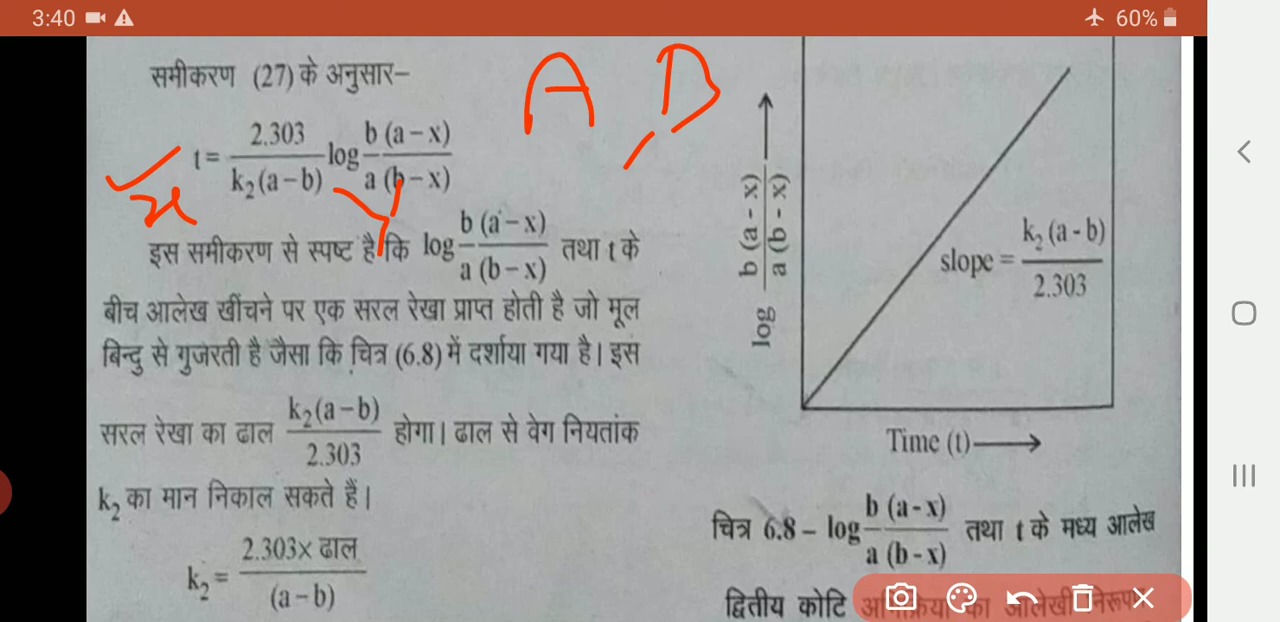 3:40
60%
समीकरण (27) के अनुसार–
t = 2.303/k₂(a – b) log b (a – x)/a (b – x)
इस समीकरण से स्पष्ट है कि log b (a – x)/a (b – x) तथा t के
बीच आलेख खींचने पर एक सरल रेखा प्राप्त होती है जो मूल
बिन्दु से गुजरती है जैसा कि चित्र (6.8) में दर्शाया गया है। इस
सरल रेखा का ढाल k₂(a – b)/2.303 होगा। ढाल से वेग नियतांक
k₂ का मान निकाल सकते हैं।
k₂ = 2.303× ढाल/(a – b)
A, D
x
y
log b (a - x)/a (b - x)
slope = k₂ (a - b)/2.303
Time (t)
चित्र 6.8 – log b (a - x)/a (b - x) तथा t के मध्य आलेख
द्वितीय कोटि अभिक्रिया का आलेखी